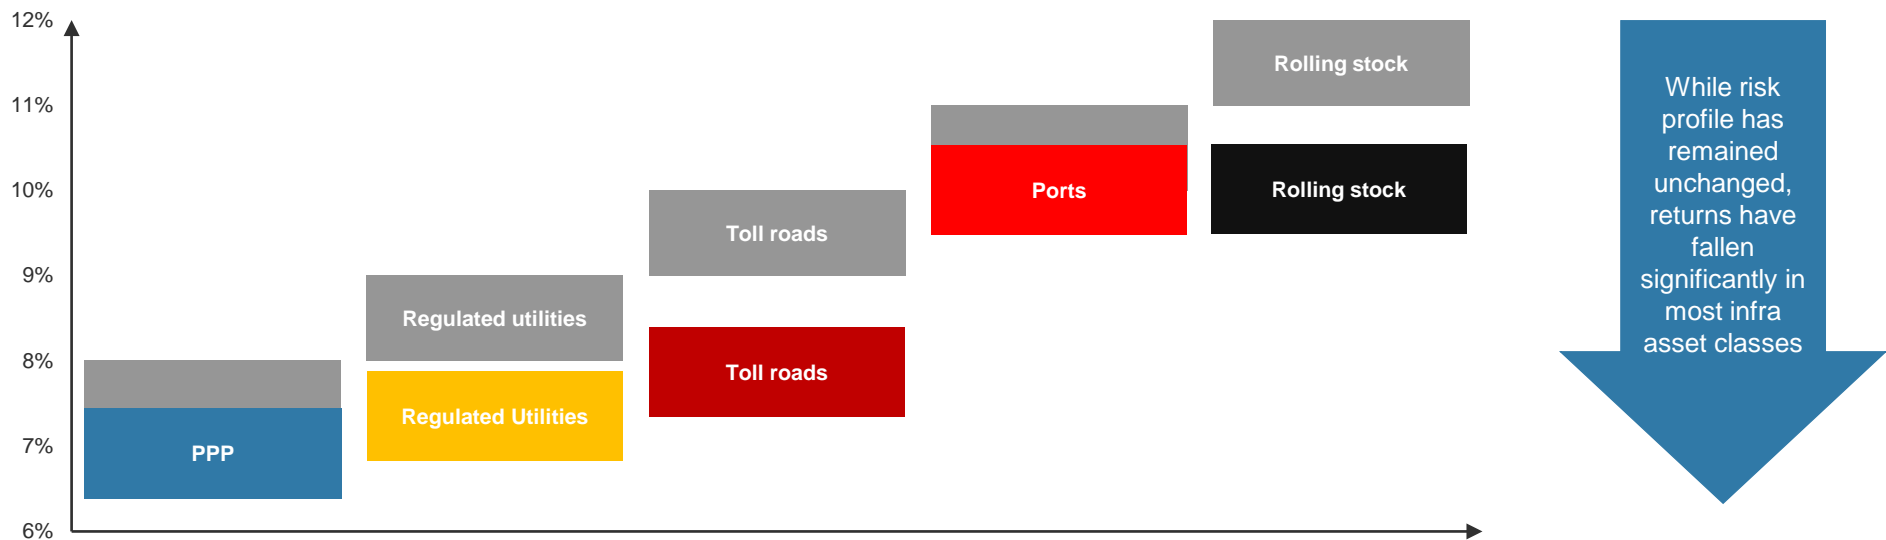 12%
11%
10%
9%
8%
7%
6%
Rolling stock
Ports
Rolling stock
Toll roads
Regulated utilities
Toll roads
Regulated Utilities
PPP
While risk
profile has
remained
unchanged,
returns have
fallen
significantly in
most infra
asset classes